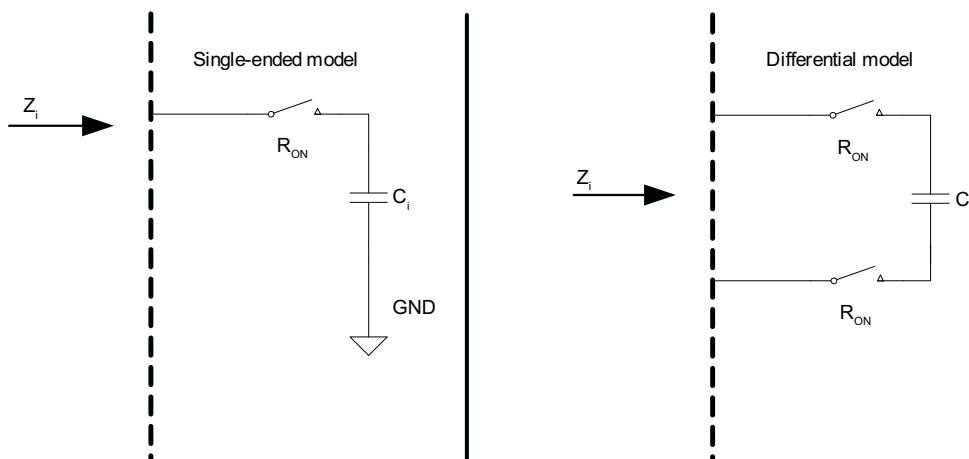 Single-ended model
Z_i
R_ON
C_i
GND
Differential model
R_ON
Z_i
C
R_ON